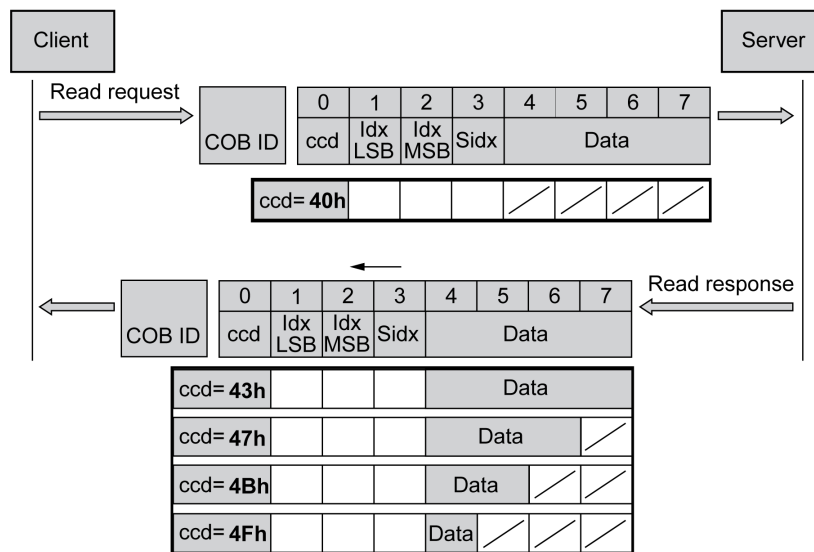 Client
Server
Read request
0 1 2 3 4 5 6 7
COB ID
ccd
Idx LSB
Idx MSB
Sidx
Data
ccd= 40h
Read response
0 1 2 3 4 5 6 7
COB ID
ccd
Idx LSB
Idx MSB
Sidx
Data
ccd= 43h Data
ccd= 47h Data
ccd= 4Bh Data
ccd= 4Fh Data